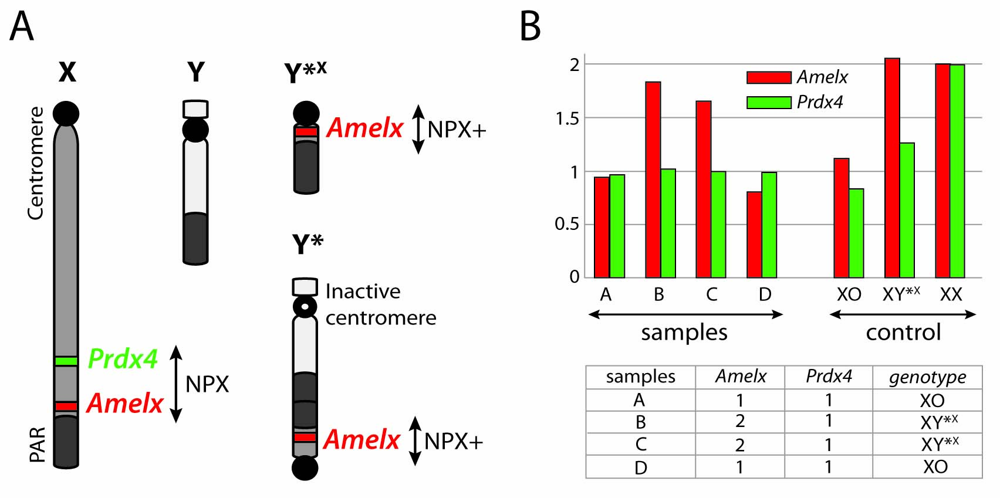 A
X
Y
Y*X
Centromere
Amelx
NPX+
Y*
Inactive
centromere
Prdx4
NPX
Amelx
PAR
Amelx
NPX+
B
2
1.5
1
0.5
0
Amelx
Prdx4
A B C D XO XY*X XX
samples control
samples Amelx Prdx4 genotype
A 1 1 XO
B 2 1 XY*X
C 2 1 XY*X
D 1 1 XO